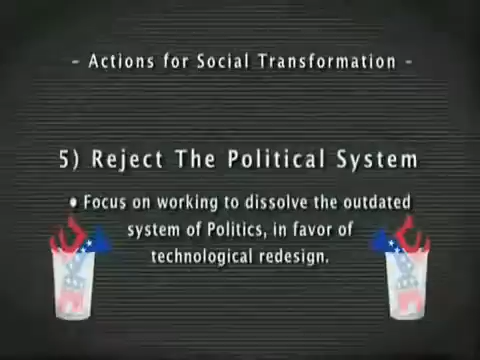 - Actions for Social Transformation -
5) Reject The Political System
• Focus on working to dissolve the outdated
system of Politics, in favor of
technological redesign.